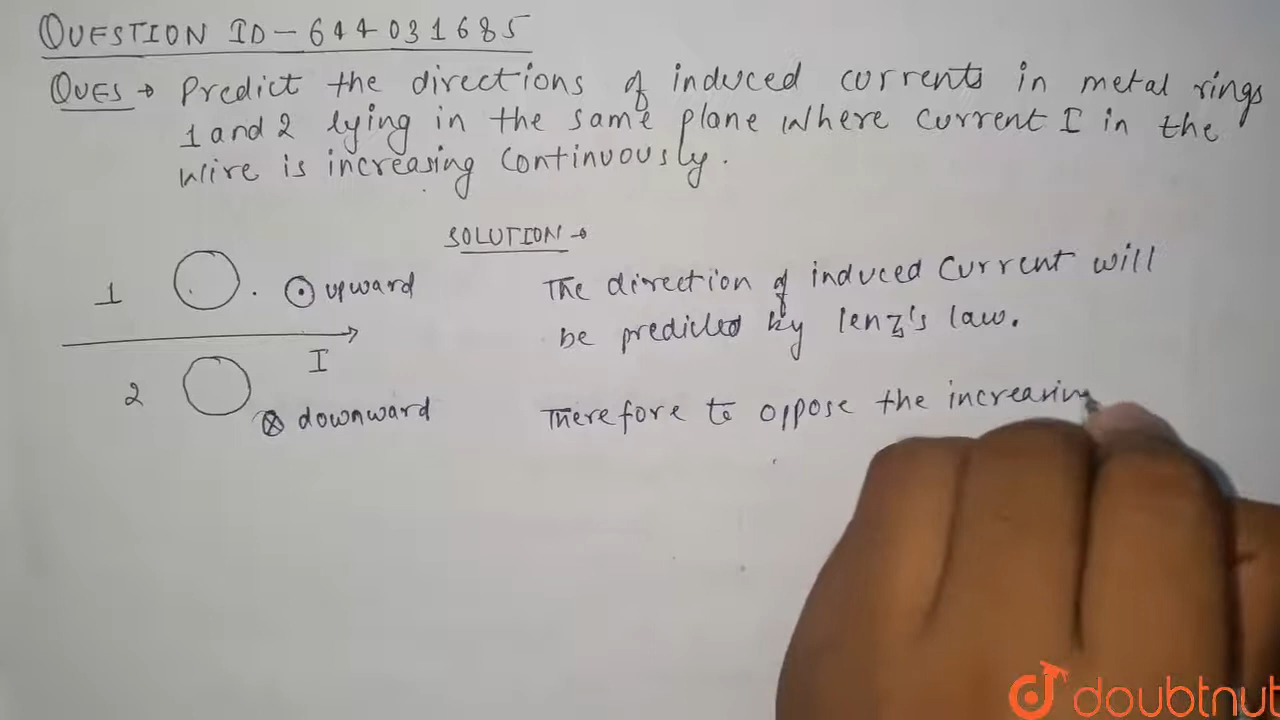 QUESTION ID - 644031685
QUES → Predict the directions of induced currents in metal rings
1 and 2 lying in the same plane where current I in the
wire is increasing continuously.
SOLUTION →
1
⊙ upward
I
2
⊗ downward
The direction of induced current will
be predicted by lenz's law.
Therefore to oppose the increasing
doubtnut